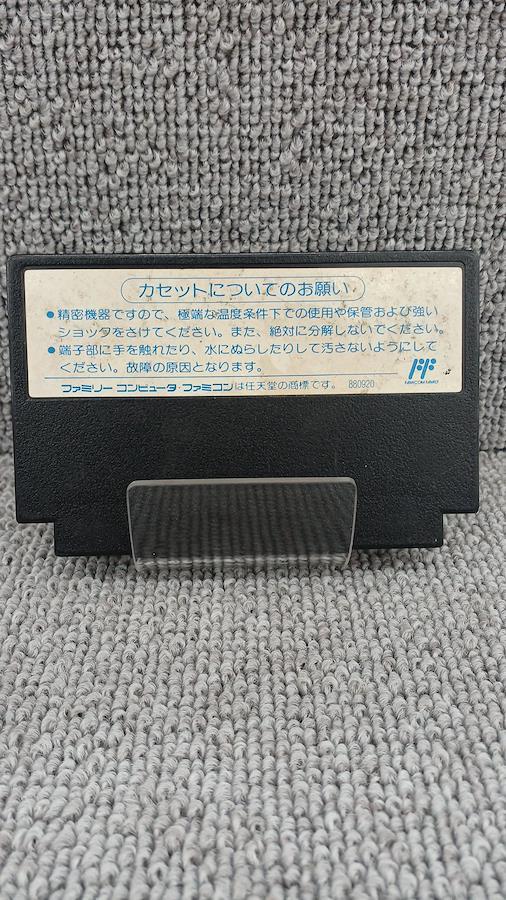 カセットについてのお願い
●精密機器ですので、極端な温度条件下での使用や保管および強い
ショックをさけてください。また、絶対に分解しないでください。
●端子部に手を触れたり、水にぬらしたりして汚さないようにして
ください。故障の原因となります。
FAMICOM FAMILY
ファミリー コンピュータ・ファミコンは任天堂の商標です。 880920